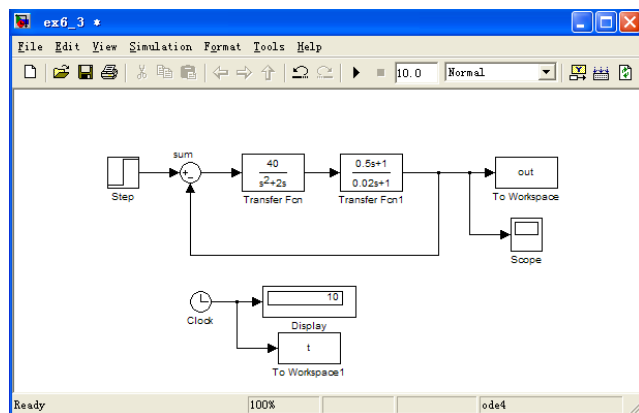 ex6_3 *
File Edit View Simulation Format Tools Help
10.0 Normal
sum
Step
+
-
40
s²+2s
Transfer Fcn
0.5s+1
0.02s+1
Transfer Fcn1
out
To Workspace
Scope
Clock
10
Display
t
To Workspace1
Ready 100% ode4